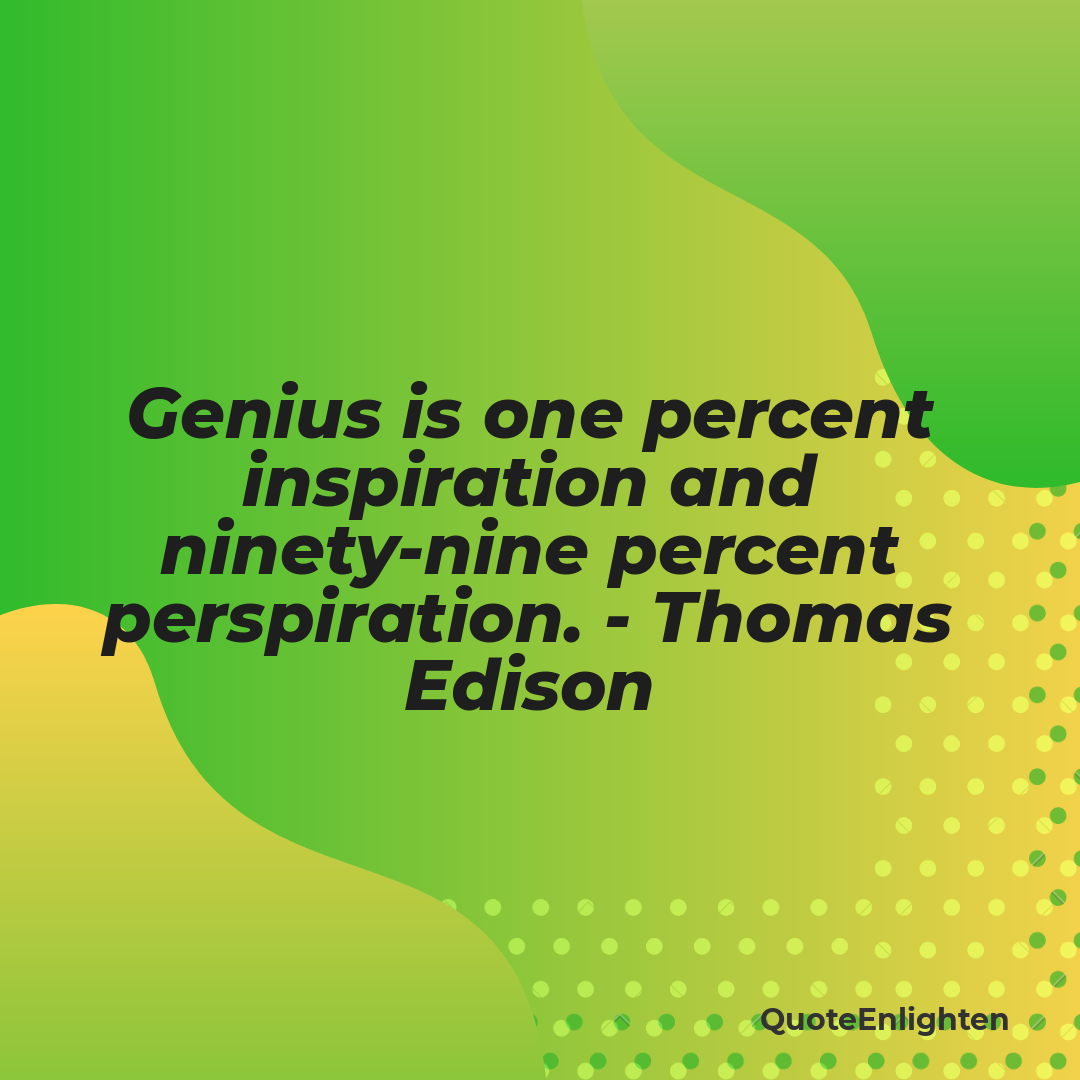 Genius is one percent
inspiration and
ninety-nine percent
perspiration. - Thomas
Edison
QuoteEnlighten